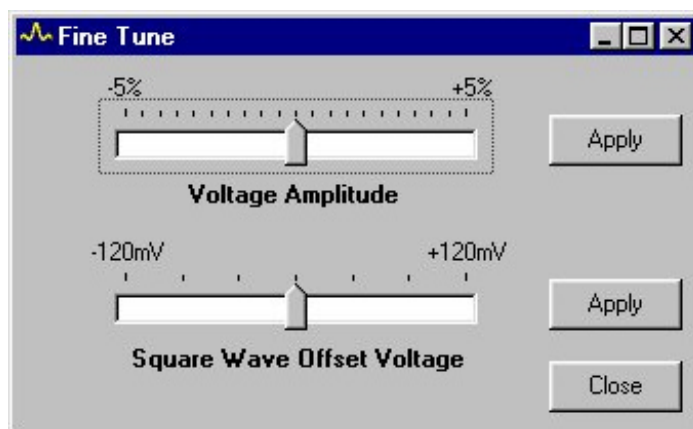 Fine Tune
-5% +5%
Apply
Voltage Amplitude
-120mV +120mV
Apply
Square Wave Offset Voltage
Close